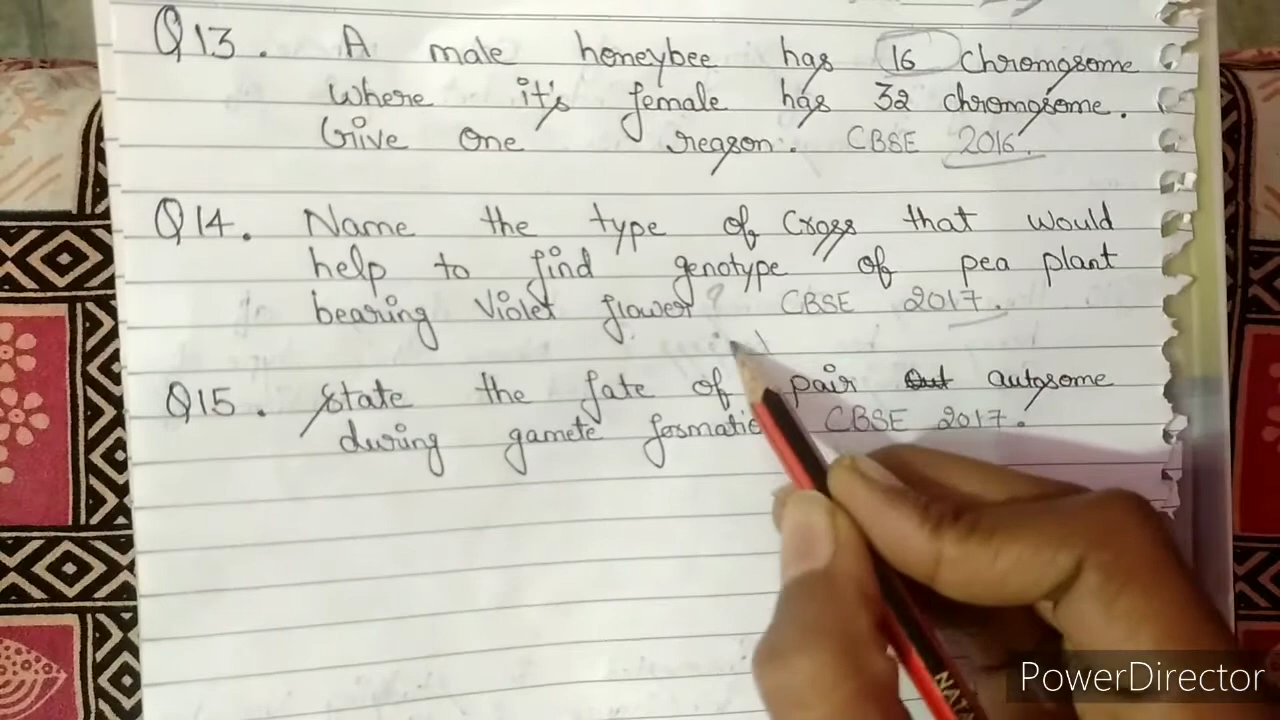 Q13. A male honeybee has 16 chromosome
Where it's female has 32 chromosome.
Give one reason. CBSE 2016.
Q14. Name the type of Cross that would
help to find genotype of pea plant
bearing Violet flower? CBSE 2017.
Q15. State the fate of pair autosome
during gamete CBSE 2017.
NATA
PowerDirector